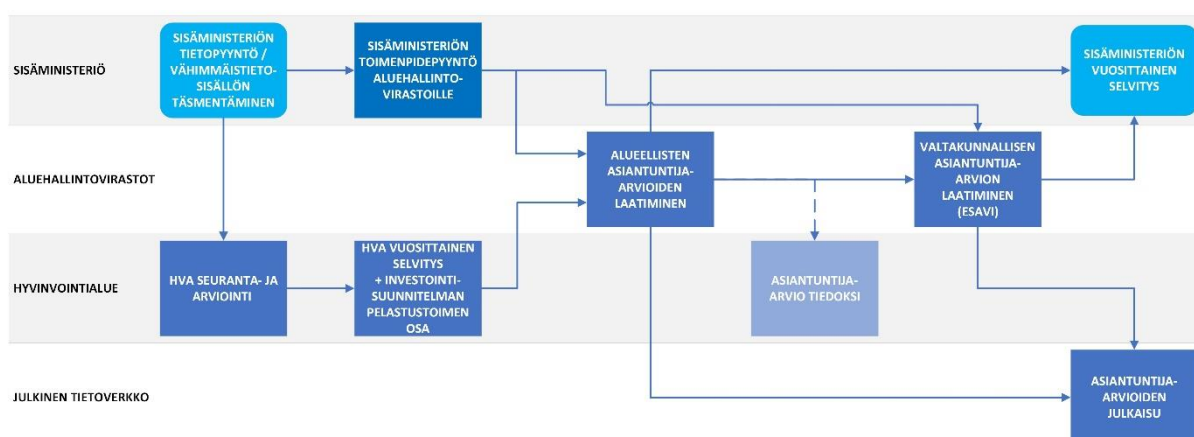 SISÄMINISTERIÖ
SISÄMINISTERIÖN
TIETOPYYNTÖ /
VÄHIMMÄISTIETO-
SISÄLLÖN
TÄSMENTÄMINEN
SISÄMINISTERIÖN
TOIMENPIDEPYYNTÖ
ALUEHALLINTO-
VIRASTOILLE
SISÄMINISTERIÖN
VUOSITTAINEN
SELVITYS
ALUEHALLINTOVIRASTOT
ALUEELLISTEN
ASIANTUNTIJA-
ARVIOIDEN
LAATIMINEN
VALTAKUNNALLISEN
ASIANTUNTIJA-
ARVION
LAATIMINEN
(ESAVI)
HYVINVOINTIALUE
HVA SEURANTA- JA
ARVIOINTI
HVA VUOSITTAINEN
SELVITYS
+ INVESTOINTI-
SUUNNITELMAN
PELASTUSTOIMEN
OSA
ASIANTUNTIJA-
ARVIO TIEDOKSI
JULKINEN TIETOVERKKO
ASIANTUNTIJA-
ARVIOIDEN
JULKAISU